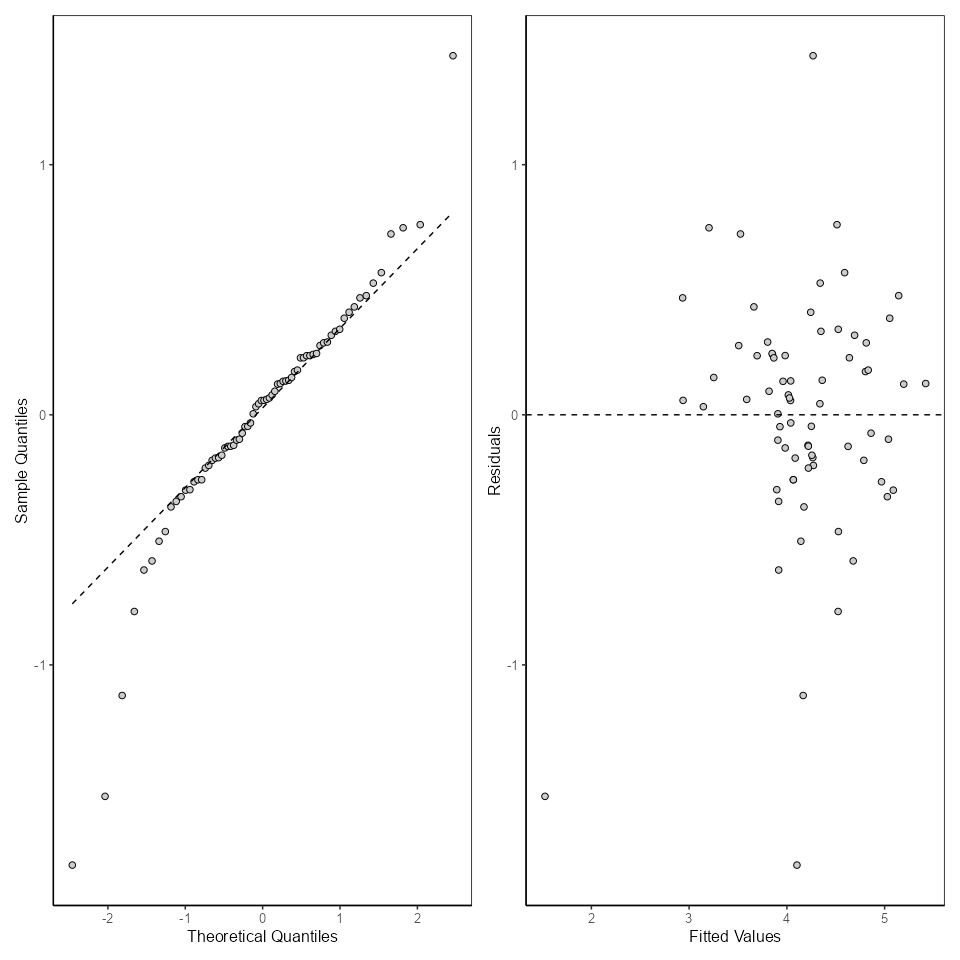 1
0
-1
Sample Quantiles
-2 -1 0 1 2
Theoretical Quantiles
1
0
-1
Residuals
2 3 4 5
Fitted Values